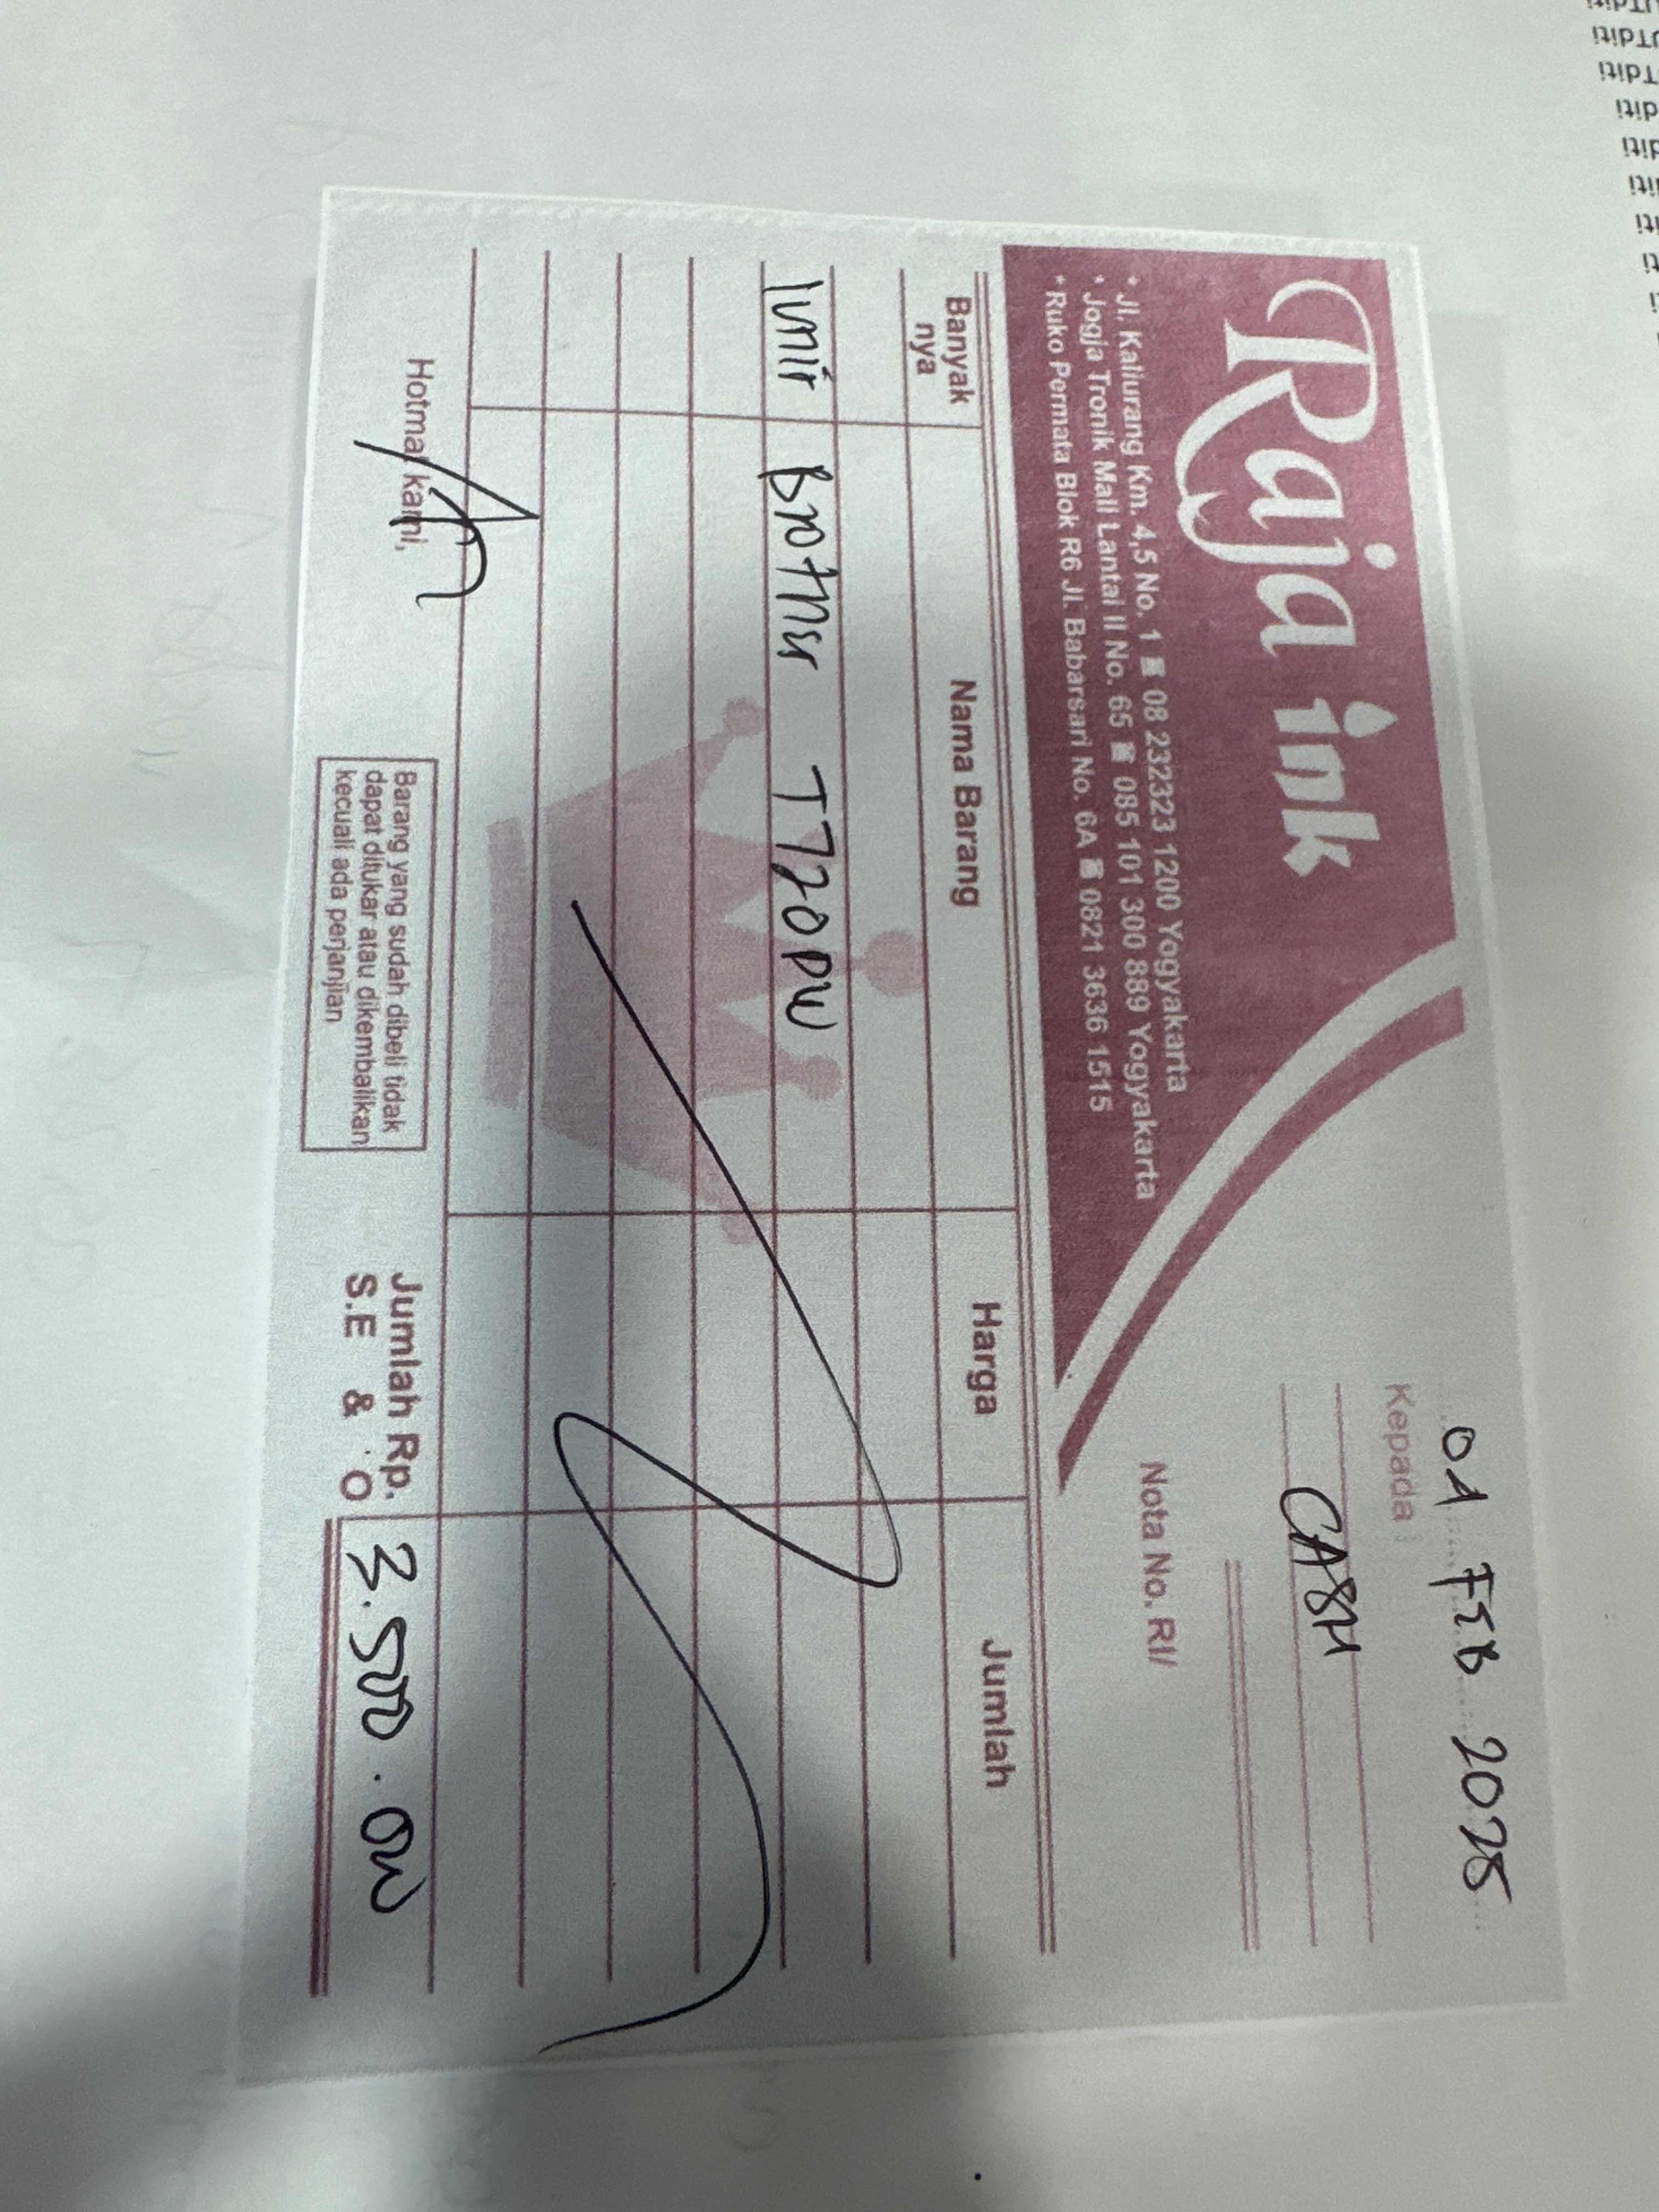 Raja ink
* Jl. Kaliurang Km. 4,5 No. 1 ☎ 08 232323 1200 Yogyakarta
* Jogja Tronik Mall Lantai II No. 65 ☎ 085 101 300 889 Yogyakarta
* Ruko Permata Blok R6 Jl. Babarsari No. 6A ☎ 0821 3636 1515
01 FEB 2025
Kepada :
CASH
Nota No. RI/
Banyak nya Nama Barang Harga Jumlah
1unit Brother T720DW
Hormat kami,
Barang yang sudah dibeli tidak
dapat ditukar atau dikembalikan
kecuali ada perjanjian
Jumlah Rp. 3.500.000
S.E & O